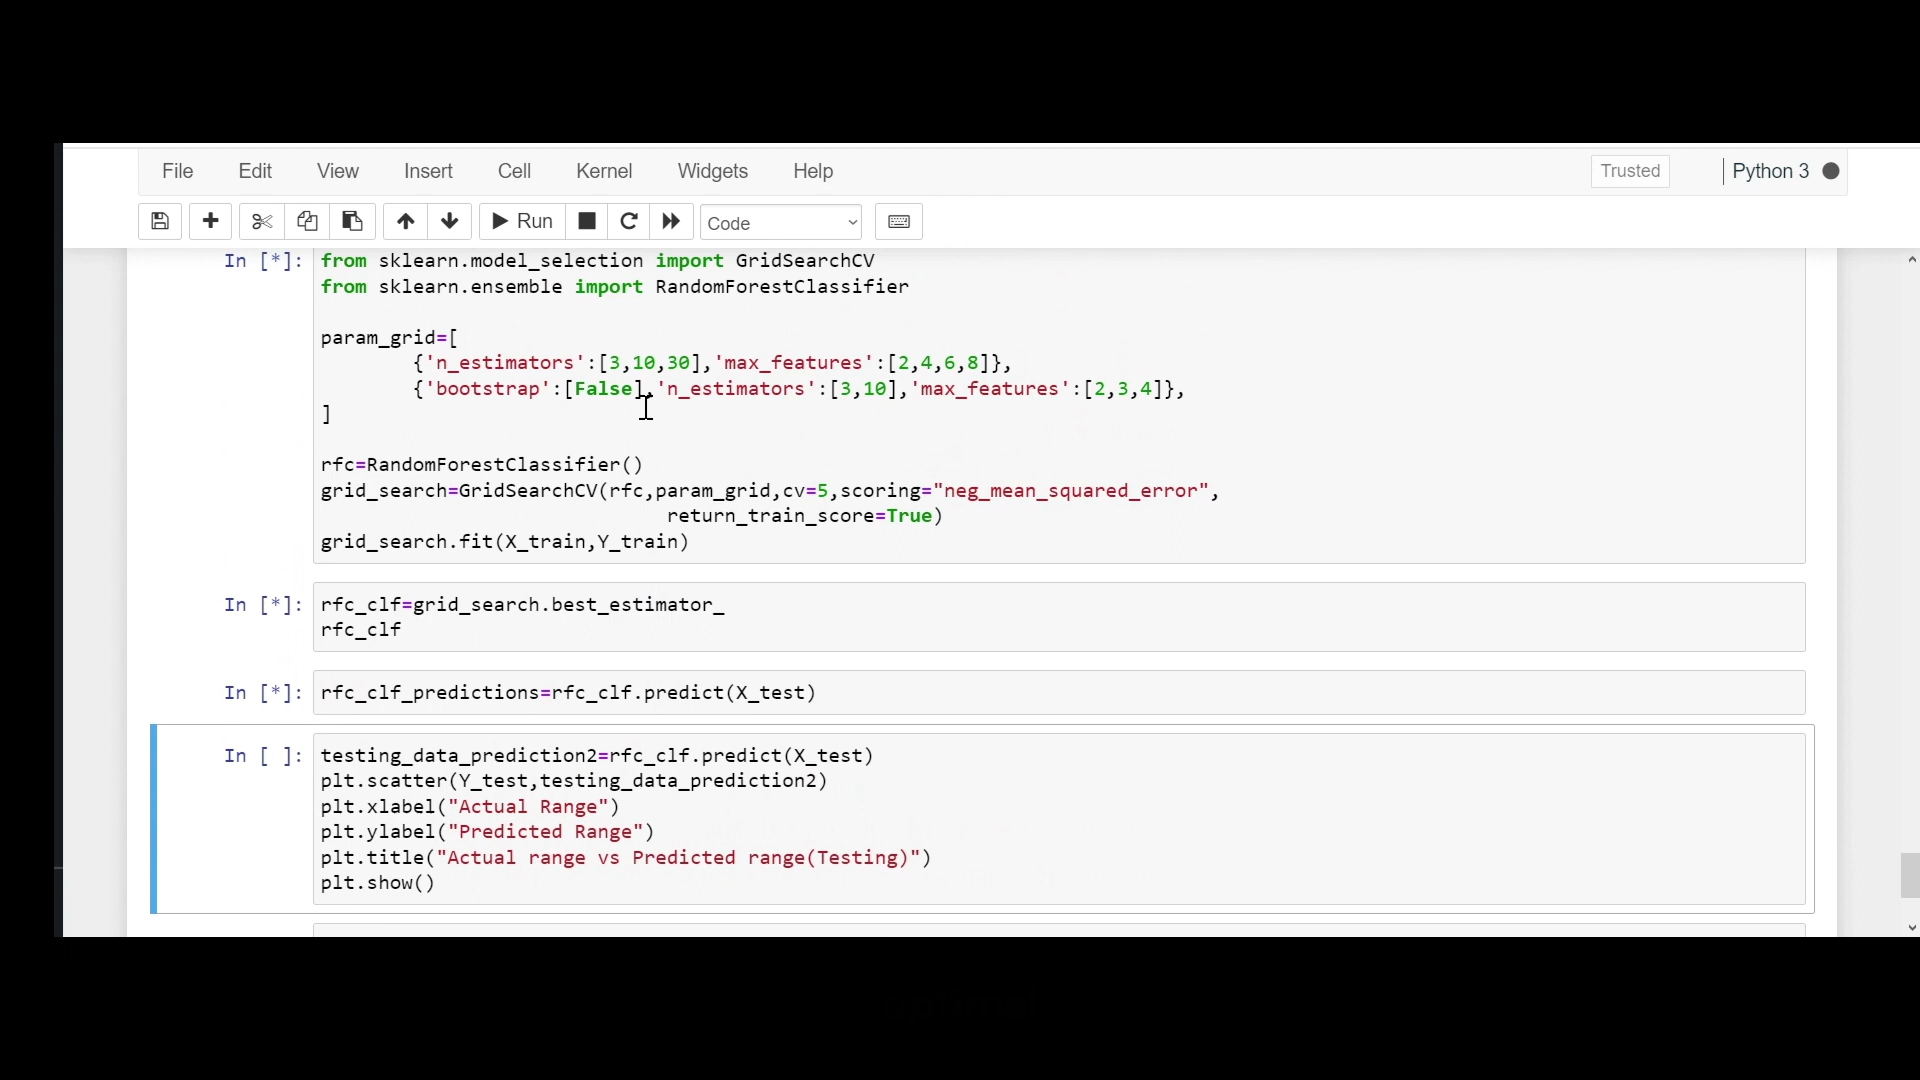 File Edit View Insert Cell Kernel Widgets Help Trusted Python 3
Run Code
In [*]: from sklearn.model_selection import GridSearchCV
from sklearn.ensemble import RandomForestClassifier
param_grid=[
{'n_estimators':[3,10,30],'max_features':[2,4,6,8]},
{'bootstrap':[False],'n_estimators':[3,10],'max_features':[2,3,4]},
]
rfc=RandomForestClassifier()
grid_search=GridSearchCV(rfc,param_grid,cv=5,scoring="neg_mean_squared_error",
return_train_score=True)
grid_search.fit(X_train,Y_train)
In [*]: rfc_clf=grid_search.best_estimator_
rfc_clf
In [*]: rfc_clf_predictions=rfc_clf.predict(X_test)
In [ ]: testing_data_prediction2=rfc_clf.predict(X_test)
plt.scatter(Y_test,testing_data_prediction2)
plt.xlabel("Actual Range")
plt.ylabel("Predicted Range")
plt.title("Actual range vs Predicted range(Testing)")
plt.show()